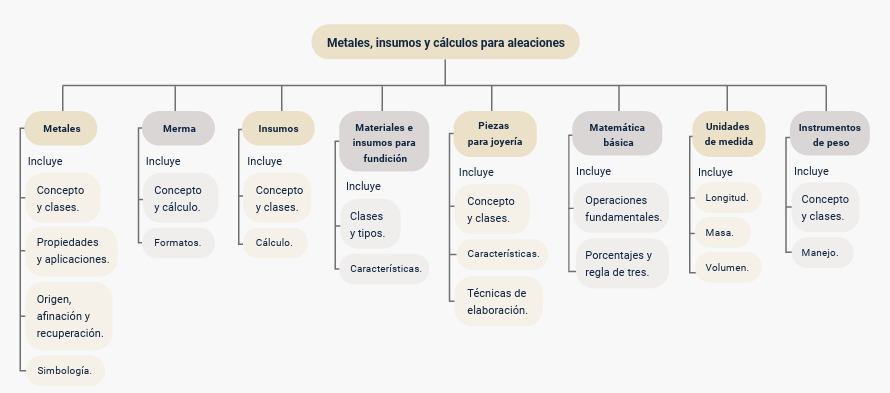 Metales, insumos y cálculos para aleaciones
Metales
Incluye
Concepto
y clases.
Propiedades
y aplicaciones.
Origen,
afinación y
recuperación.
Simbología.
Merma
Incluye
Concepto
y cálculo.
Formatos.
Insumos
Incluye
Concepto
y clases.
Cálculo.
Materiales e
insumos para
fundición
Incluye
Clases
y tipos.
Características.
Piezas
para joyería
Incluye
Concepto
y clases.
Características.
Técnicas de
elaboración.
Matemática
básica
Incluye
Operaciones
fundamentales.
Porcentajes y
regla de tres.
Unidades
de medida
Incluye
Longitud.
Masa.
Volumen.
Instrumentos
de peso
Incluye
Concepto
y clases.
Manejo.